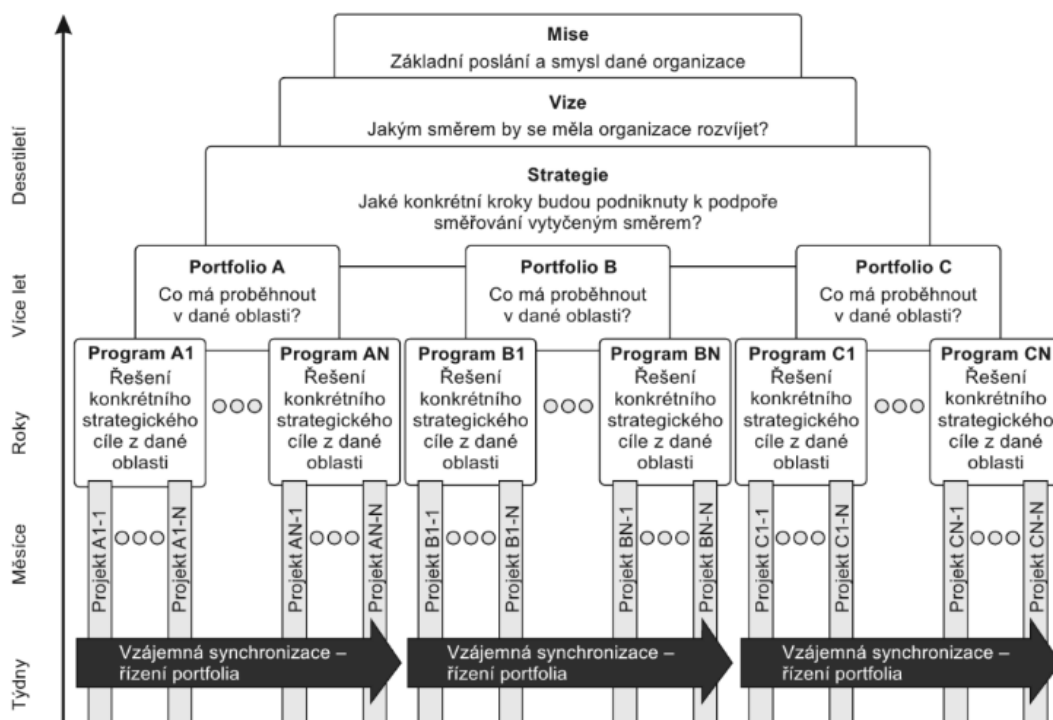 Mise
Základní poslání a smysl dané organizace
Vize
Jakým směrem by se měla organizace rozvíjet?
Strategie
Jaké konkrétní kroky budou podniknuty k podpoře
směřování vytyčeným směrem?
Portfolio A
Co má proběhnout
v dané oblasti?
Portfolio B
Co má proběhnout
v dané oblasti?
Portfolio C
Co má proběhnout
v dané oblasti?
Program A1
Řešení
konkrétního
strategického
cíle z dané
oblasti
Program AN
Řešení
konkrétního
strategického
cíle z dané
oblasti
Program B1
Řešení
konkrétního
strategického
cíle z dané
oblasti
Program BN
Řešení
konkrétního
strategického
cíle z dané
oblasti
Program C1
Řešení
konkrétního
strategického
cíle z dané
oblasti
Program CN
Řešení
konkrétního
strategického
cíle z dané
oblasti
Projekt A1-1
Projekt A1-N
Projekt AN-1
Projekt AN-N
Projekt B1-1
Projekt B1-N
Projekt BN-1
Projekt BN-N
Projekt C1-1
Projekt C1-N
Projekt CN-1
Projekt CN-N
Vzájemná synchronizace –
řízení portfolia
Vzájemná synchronizace –
řízení portfolia
Vzájemná synchronizace –
řízení portfolia
Desetiletí
Více let
Roky
Měsíce
Týdny